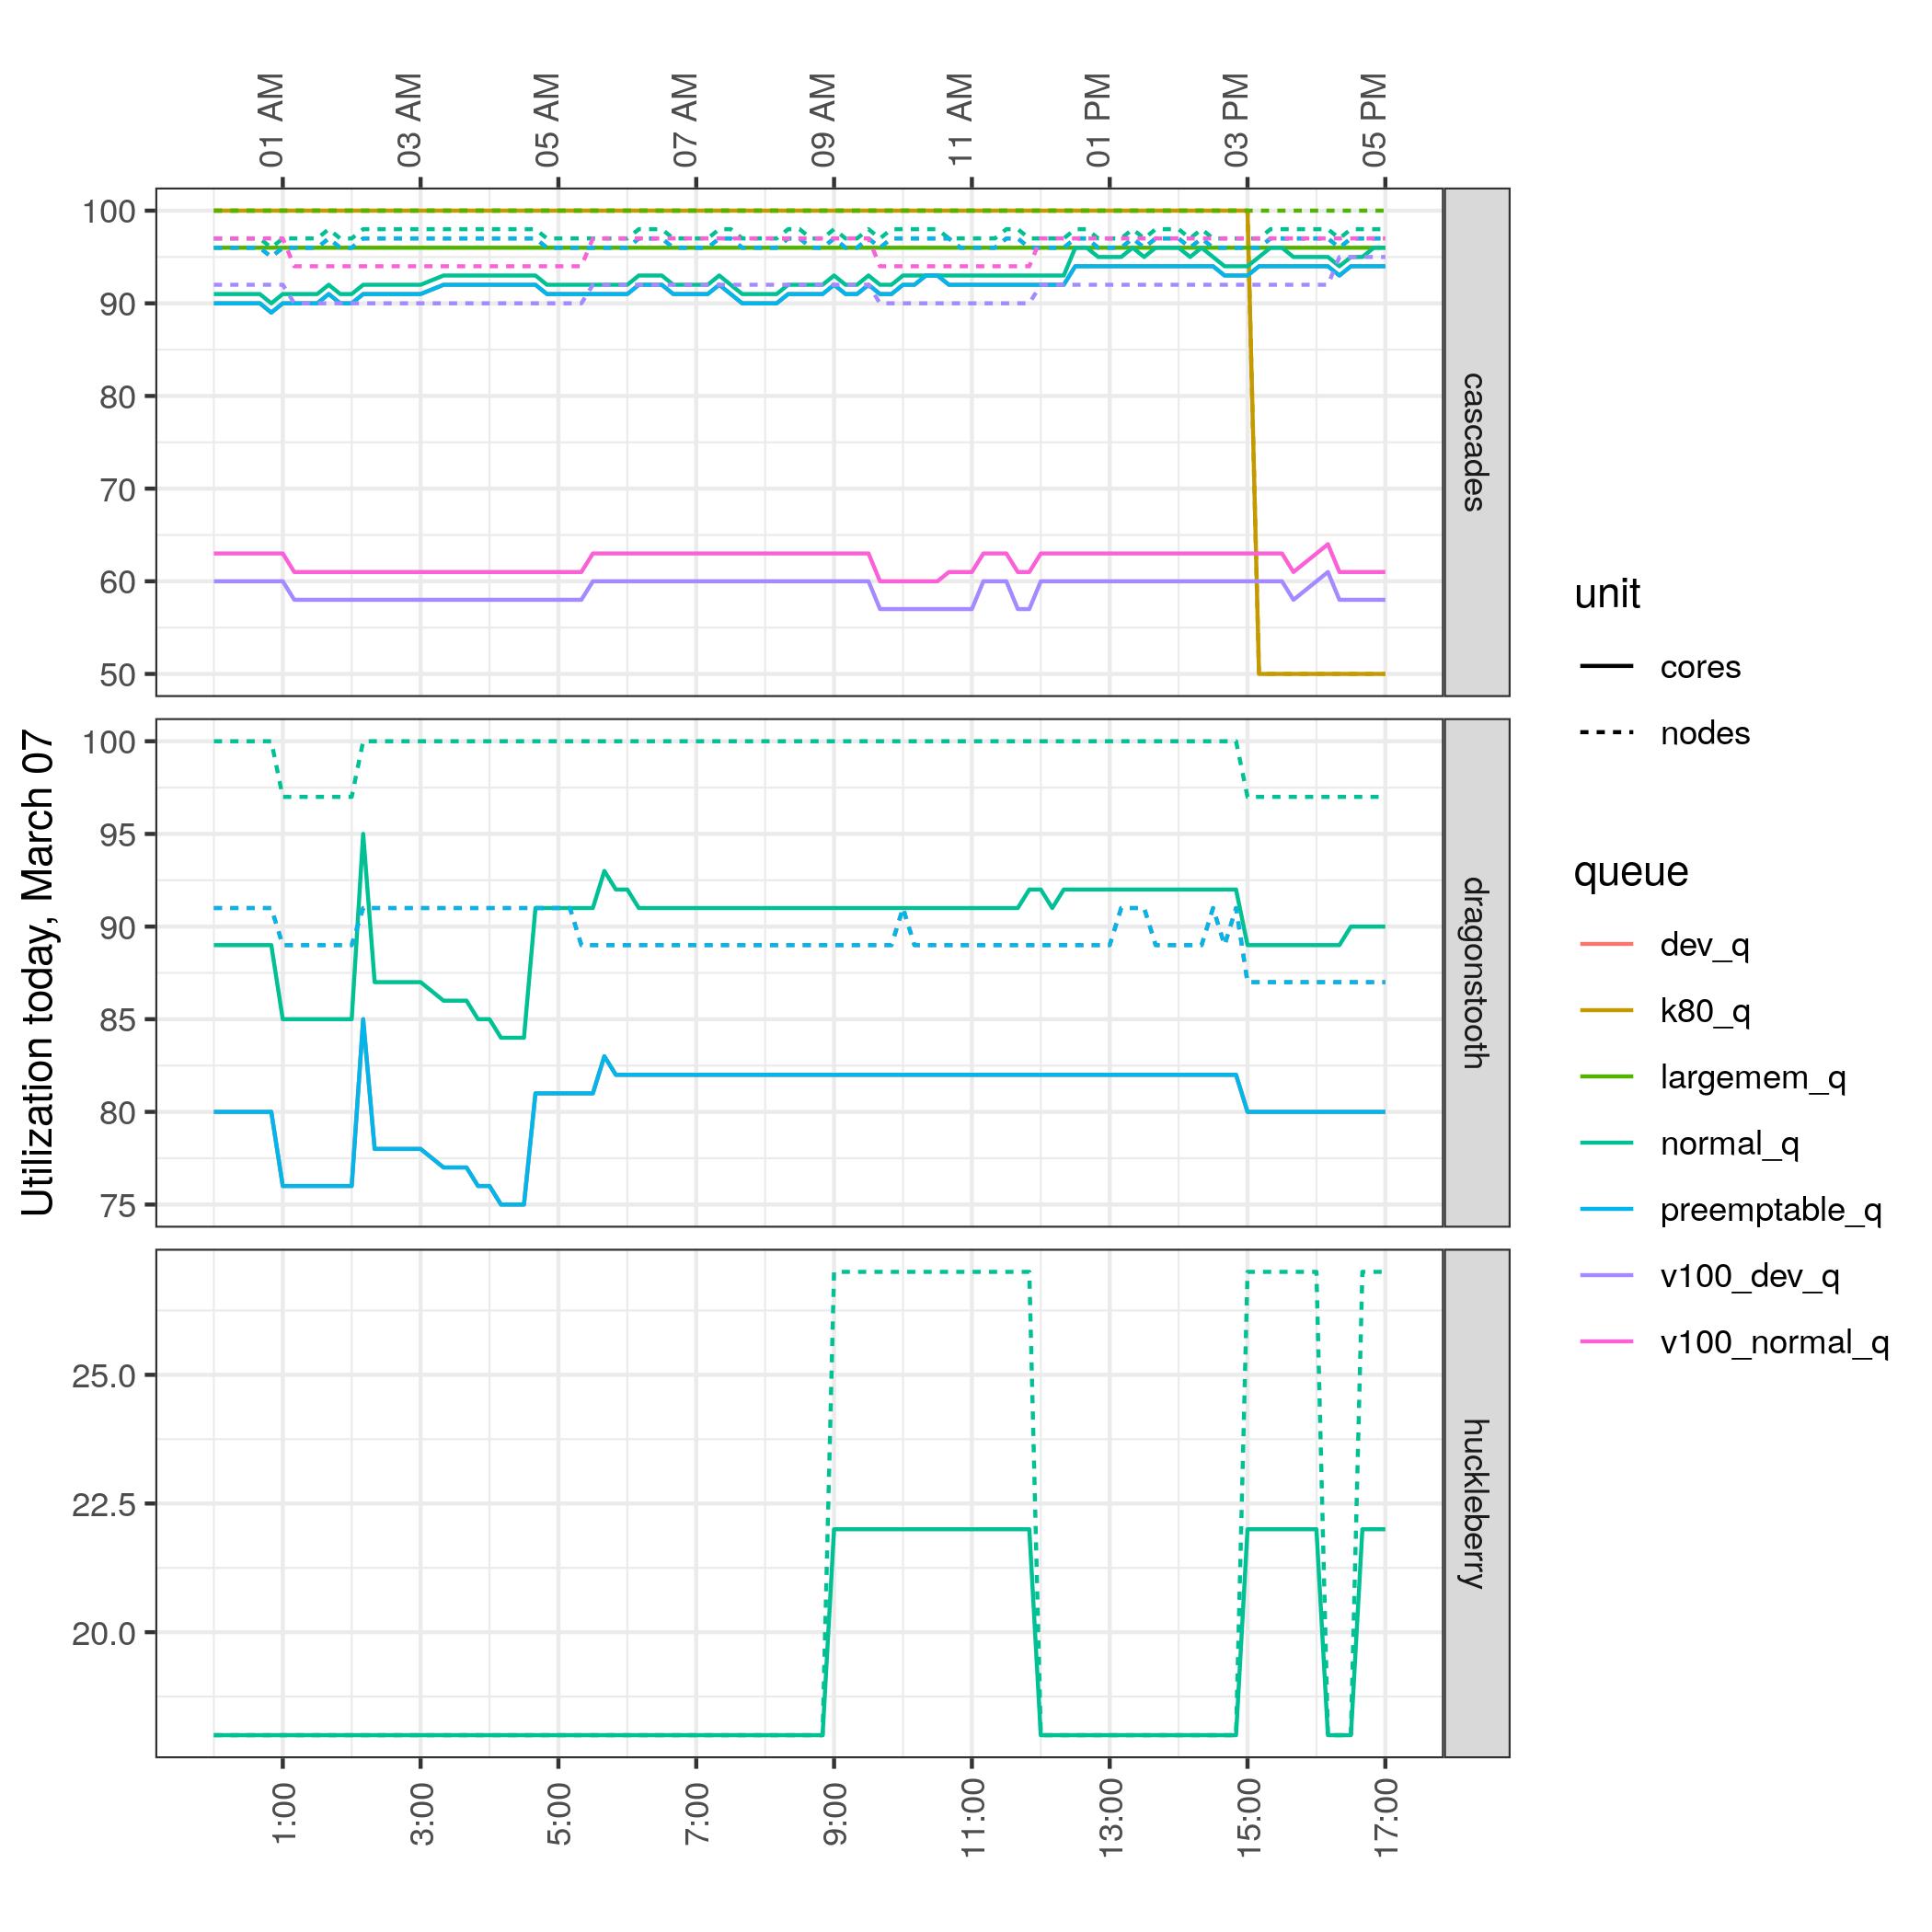 01 AM
03 AM
05 AM
07 AM
09 AM
11 AM
01 PM
03 PM
05 PM
Utilization today, March 07
100
90
80
70
60
50
cascades
100
95
90
85
80
75
dragonstooth
25.0
22.5
20.0
huckleberry
1:00
3:00
5:00
7:00
9:00
11:00
13:00
15:00
17:00
unit
cores
nodes
queue
dev_q
k80_q
largemem_q
normal_q
preemptable_q
v100_dev_q
v100_normal_q